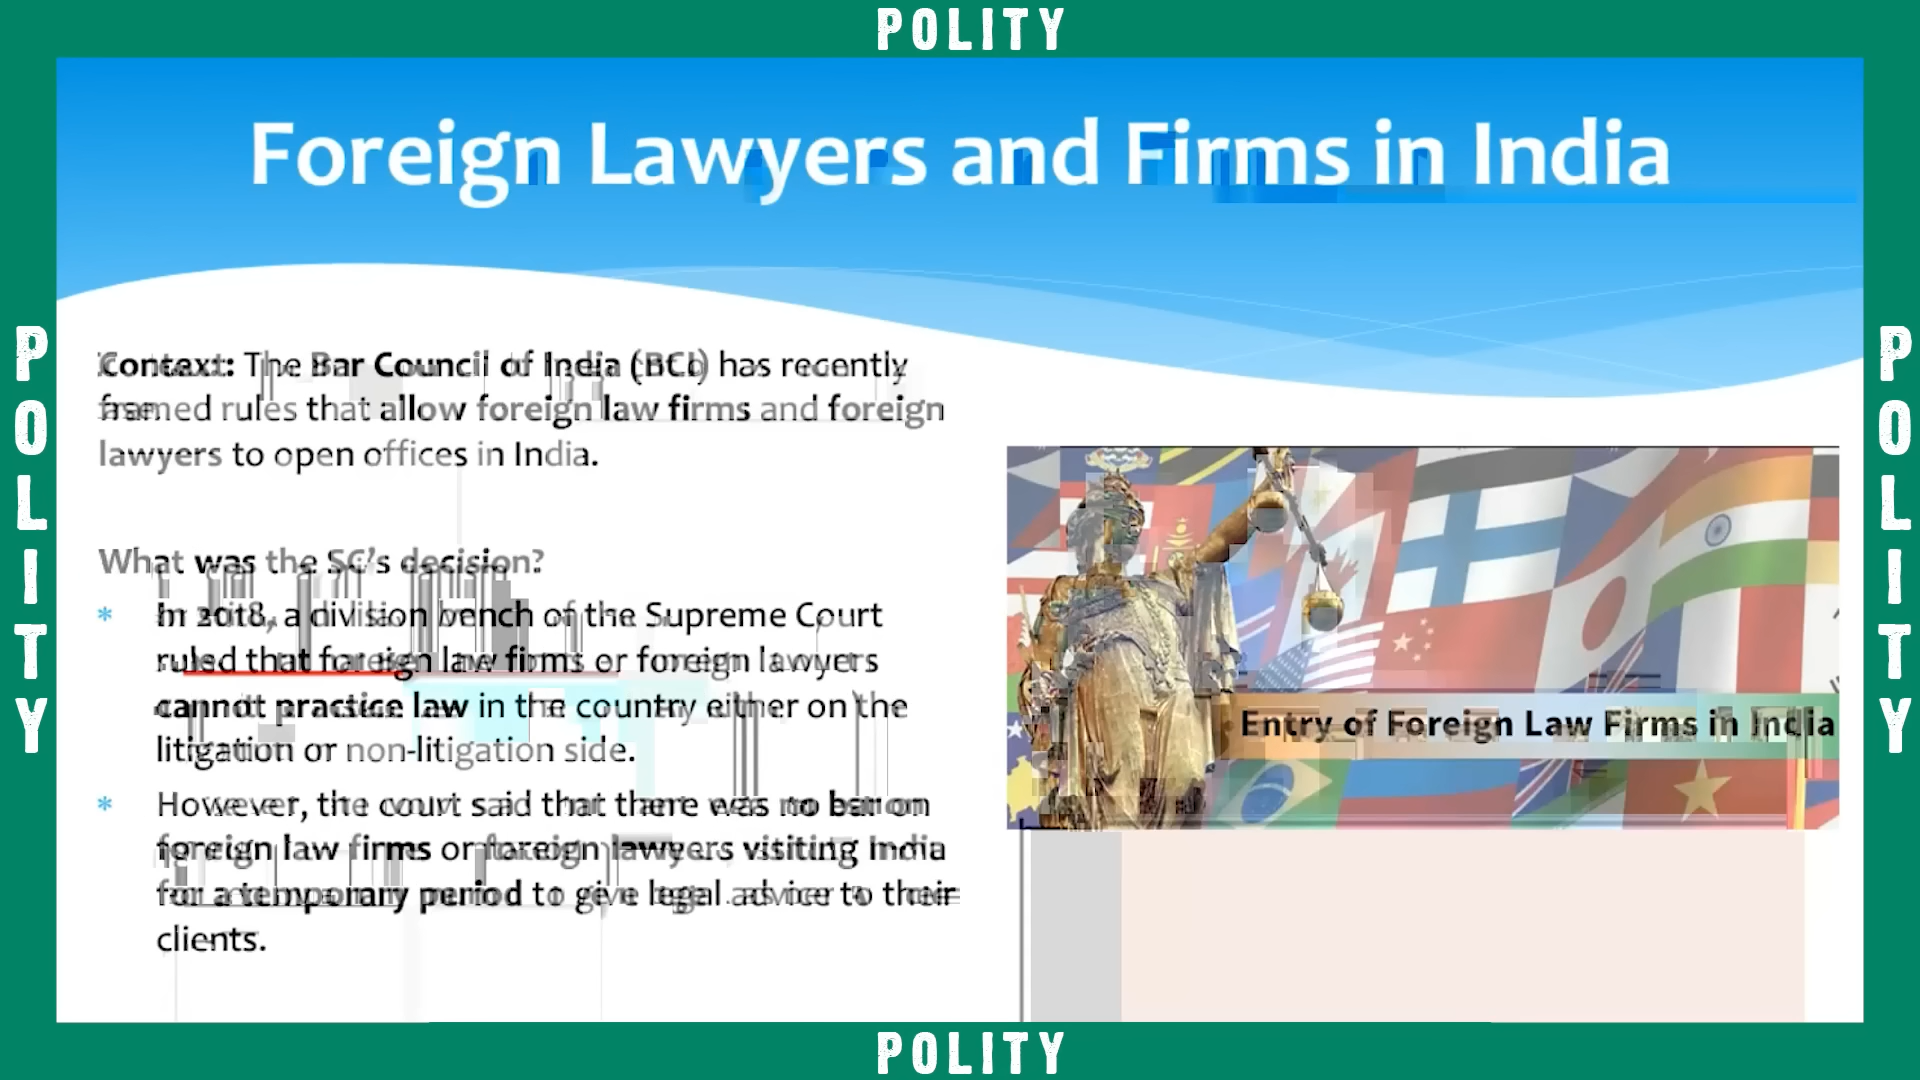 POLITY
Foreign Lawyers and Firms in India
POLITY
POLITY
Context: The Bar Council of India (BCI) has recently
framed rules that allow foreign law firms and foreign
lawyers to open offices in India.
What was the SC's decision?
In 2018, a division bench of the Supreme Court
ruled that foreign law firms or foreign lawyers
cannot practice law in the country either on the
litigation or non-litigation side.
However, the court said that there was no bar on
foreign law firms or foreign lawyers visiting India
for a temporary period to give legal advice to their
clients.
Entry of Foreign Law Firms in India
POLITY